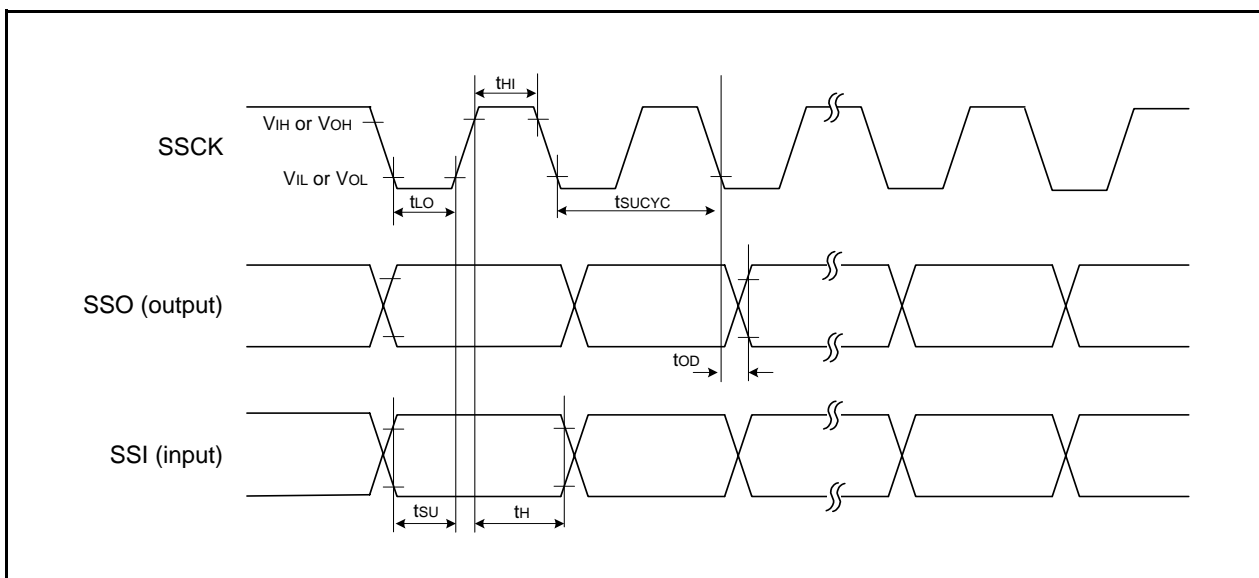 tHI
VIH or VOH
SSCK
VIL or VOL
tLO
tSUCYC
SSO (output)
tOD
SSI (input)
tSU
tH